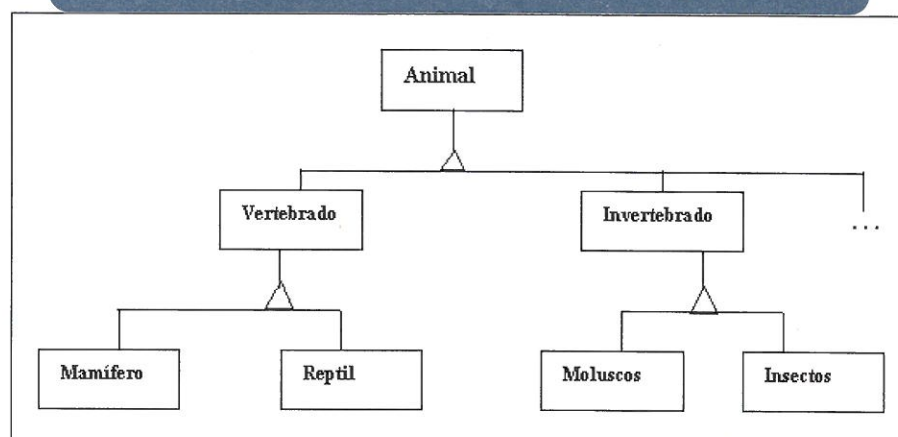 Animal
Vertebrado
Invertebrado
...
Mamífero
Reptil
Moluscos
Insectos